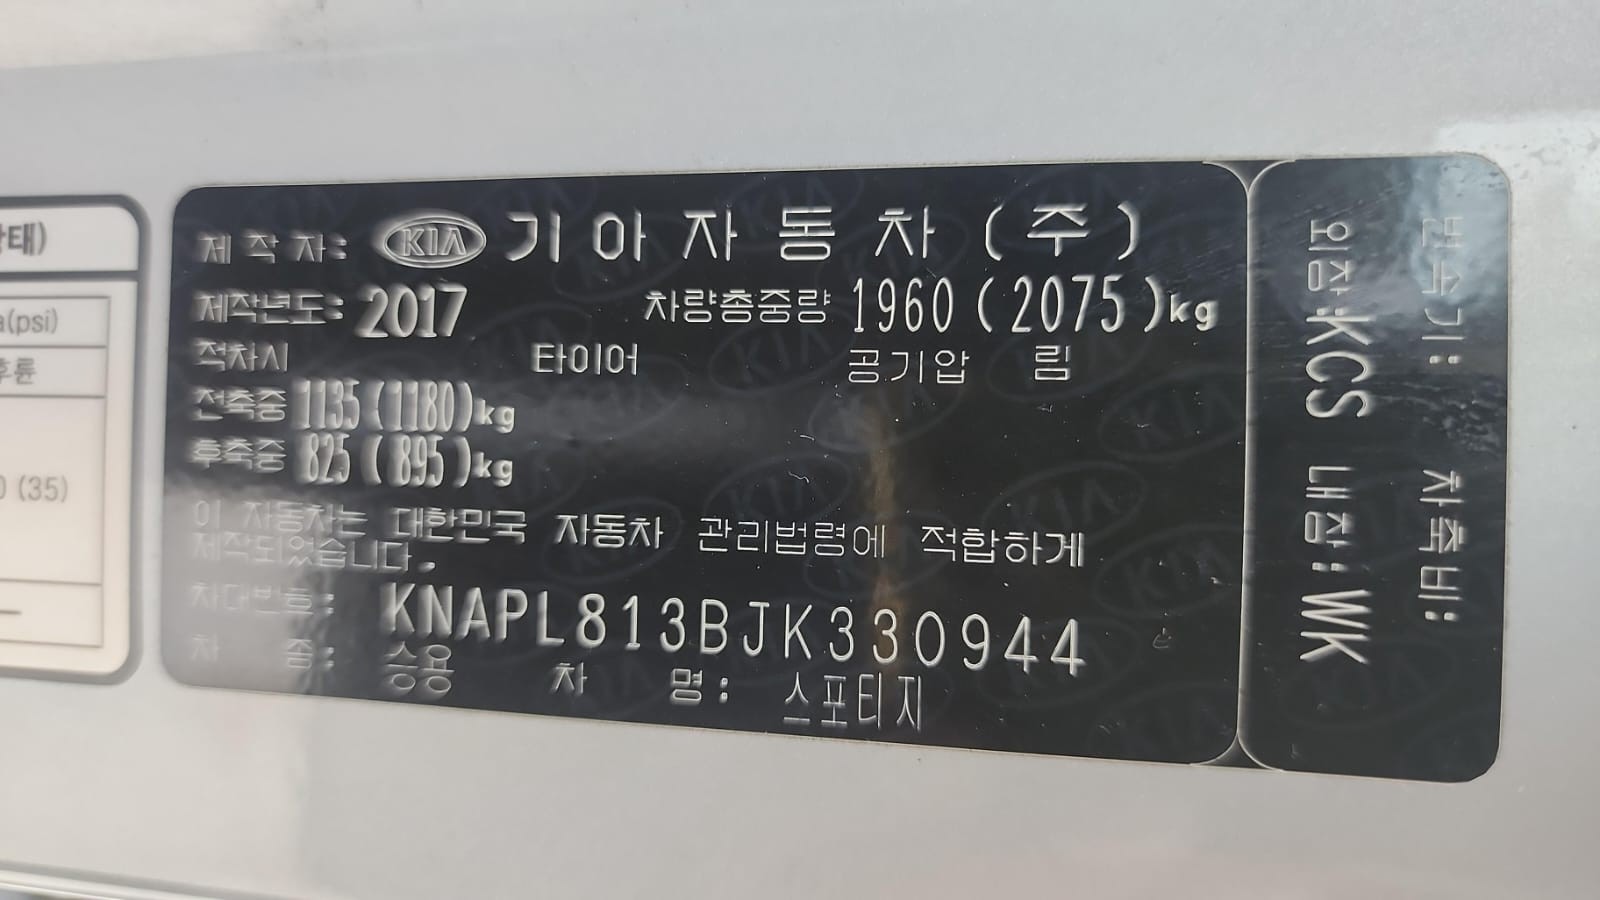 태)
a(psi)
후륜
0 (35)
제 작 자: KIA 기 아 자 동 차 (주)
제작년도: 2017 차량총중량 1960 (2075)kg
적차시 타이어 공기압 림
전축중 1135(1180)kg
후축중 825 (895)kg
이 자동차는 대한민국 자동차 관리법령에 적합하게
제작되었습니다.
차대번호: KNAPL813BJK330944
차 종: 승용 차 명: 스포티지
변속기: 차축비:
외장:KCS 내장:WK